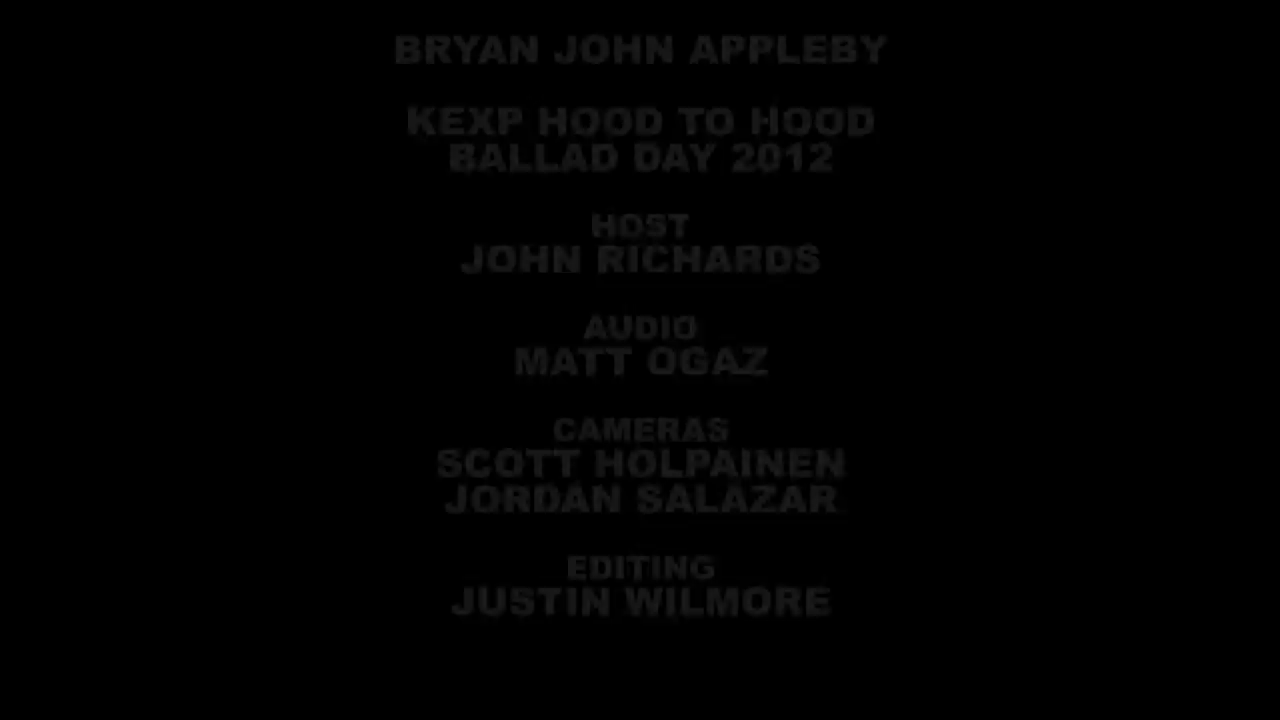 BRYAN JOHN APPLEBY
KEXP HOOD TO HOOD
BALLAD DAY 2012
HOST
JOHN RICHARDS
AUDIO
MATT OGAZ
CAMERAS
SCOTT HOLPAINEN
JORDAN SALAZAR
EDITING
JUSTIN WILMORE